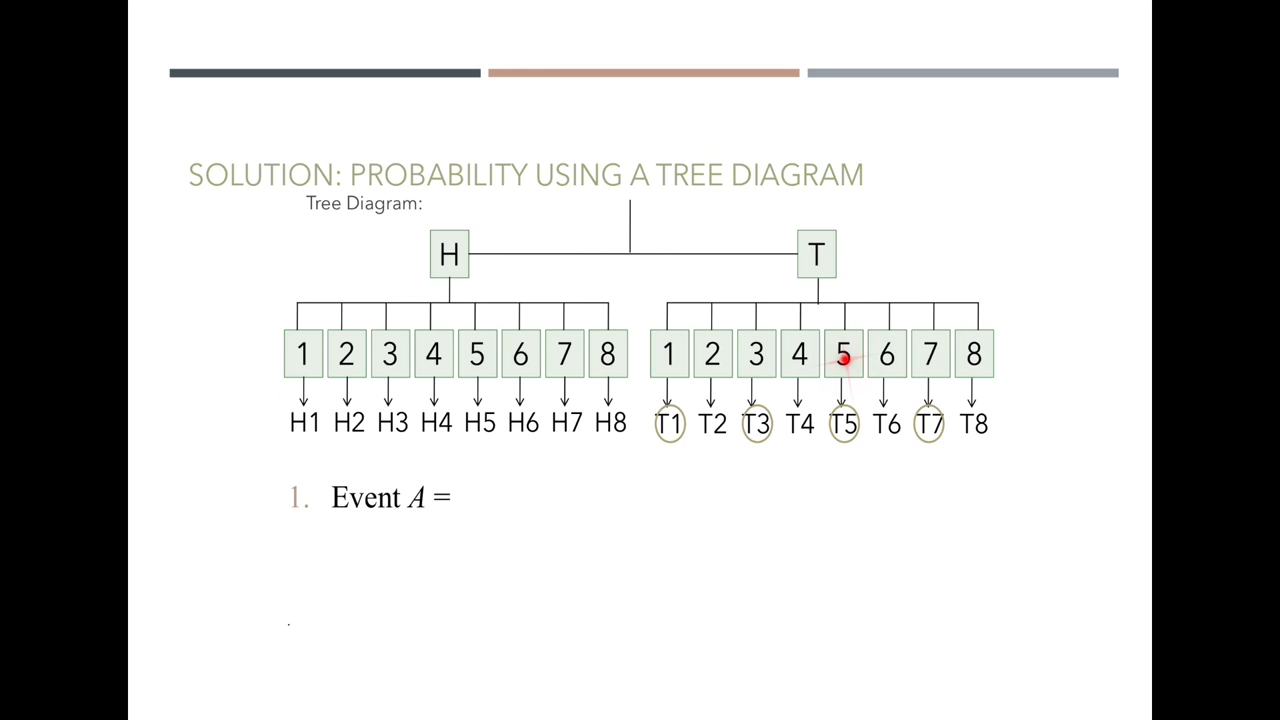 SOLUTION: PROBABILITY USING A TREE DIAGRAM
Tree Diagram:
H T
1 2 3 4 5 6 7 8 1 2 3 4 5 6 7 8
H1 H2 H3 H4 H5 H6 H7 H8 T1 T2 T3 T4 T5 T6 T7 T8
1. Event A =
.